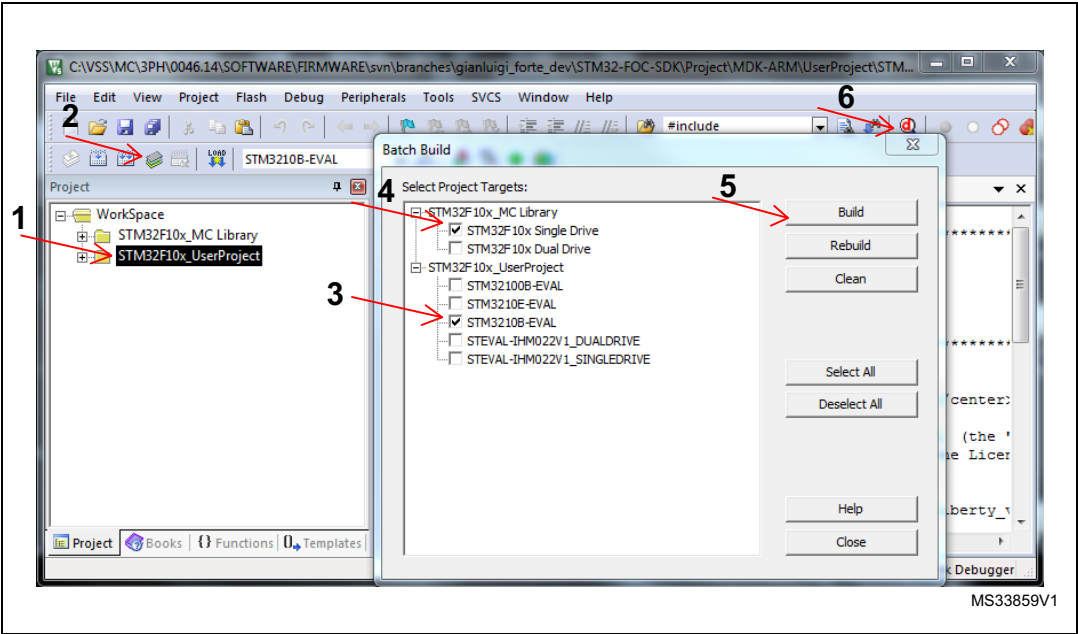 C:\VSS\MC\3PH\0046.14\SOFTWARE\FIRMWARE\svn\branches\gianluigi_forte_dev\STM32-FOC-SDK\Project\MDK-ARM\UserProject\STM...
File Edit View Project Flash Debug Peripherals Tools SVCS Window Help
2
6
#include
LOAD
STM3210B-EVAL
Batch Build
Project
Select Project Targets:
4
5
1
WorkSpace
STM32F10x_MC Library
STM32F10x_UserProject
STM32F10x_MC Library
STM32F10x Single Drive
STM32F10x Dual Drive
STM32F10x_UserProject
STM32100B-EVAL
STM3210E-EVAL
3
STM3210B-EVAL
STEVAL-IHM022V1_DUALDRIVE
STEVAL-IHM022V1_SINGLEDRIVE
Build
Rebuild
Clean
Select All
Deselect All
Help
Close
*******
*******
/center>
(the '
ne Licen
Project Books {} Functions 0 Templates
k Debugger
MS33859V1